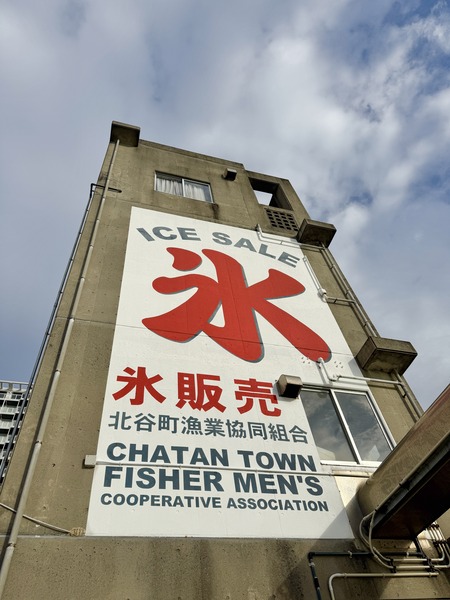 ICE SALE
氷
氷販売
北谷町漁業協同組合
CHATAN TOWN
FISHER MEN'S
COOPERATIVE ASSOCIATION